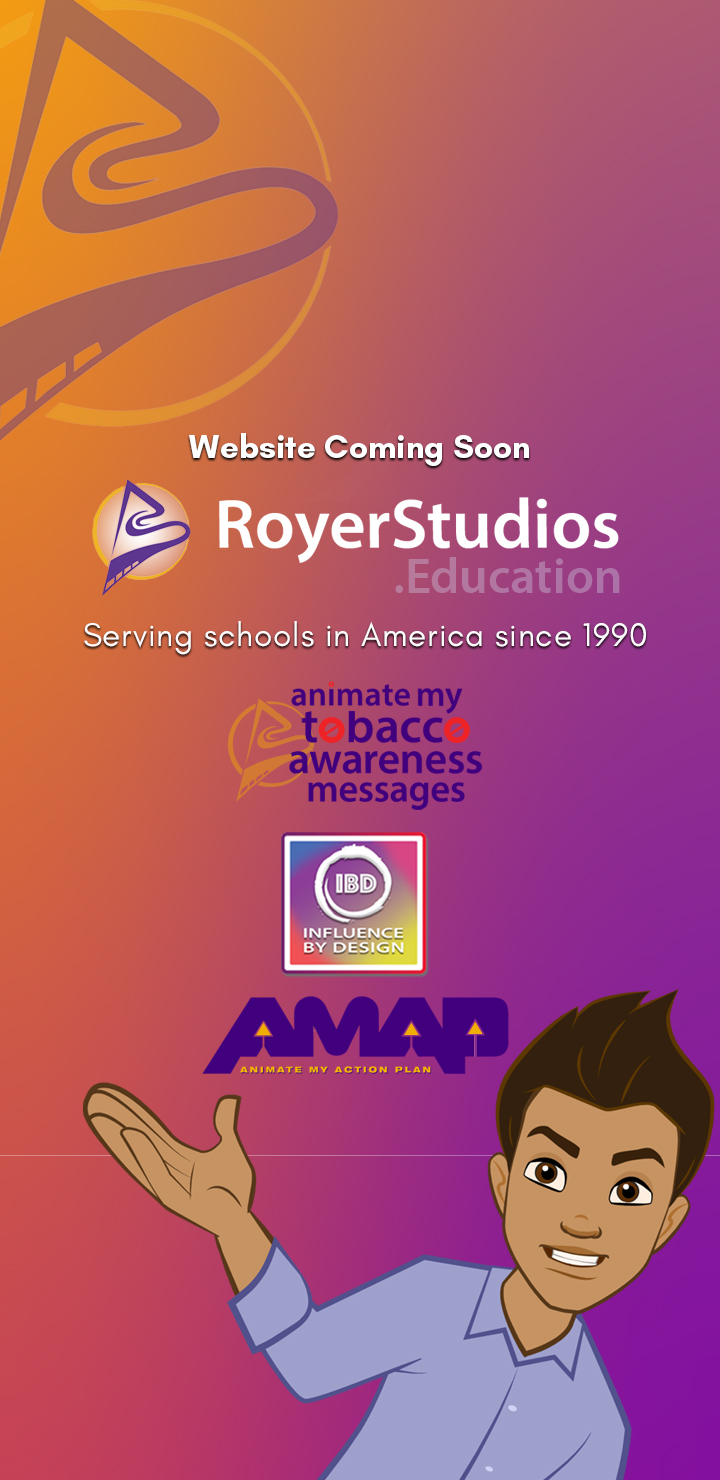 Website Coming Soon
RoyerStudios
.Education
Serving schools in America since 1990
animate my
tobacco
awareness
messages
IBD
INFLUENCE
BY DESIGN
AMAP
ANIMATE MY ACTION PLAN